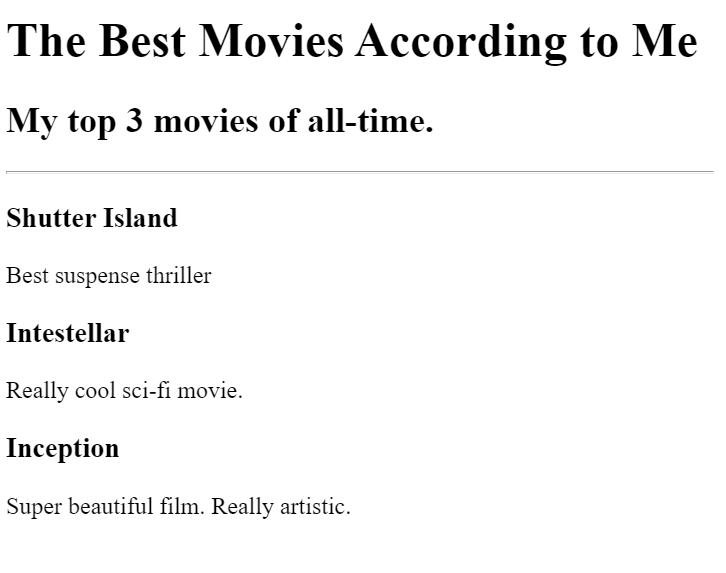 The Best Movies According to Me
My top 3 movies of all-time.
Shutter Island
Best suspense thriller
Intestellar
Really cool sci-fi movie.
Inception
Super beautiful film. Really artistic.